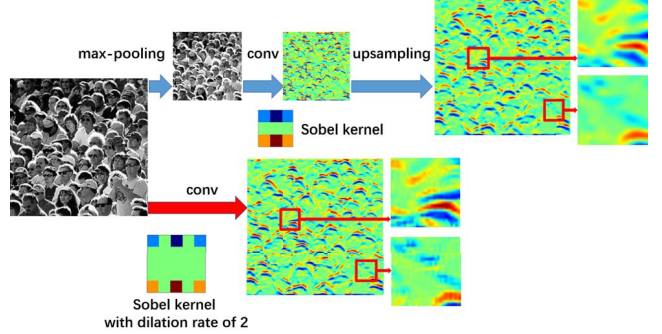 max-pooling
conv
upsampling
Sobel kernel
conv
Sobel kernel
with dilation rate of 2